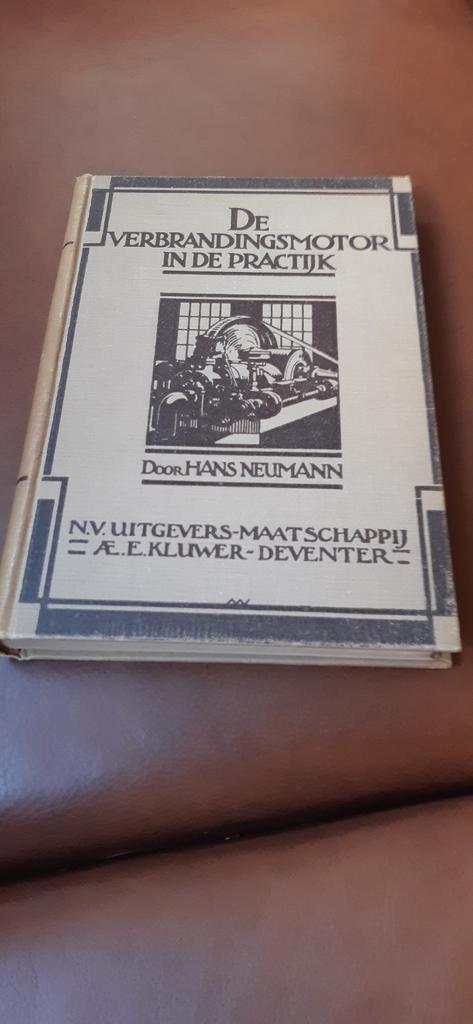 DE
VERBRANDINGSMOTOR
IN DE PRACTIJK
DOOR HANS NEUMANN
N.V. UITGEVERS-MAATSCHAPPIJ
Æ.E. KLUWER-DEVENTER